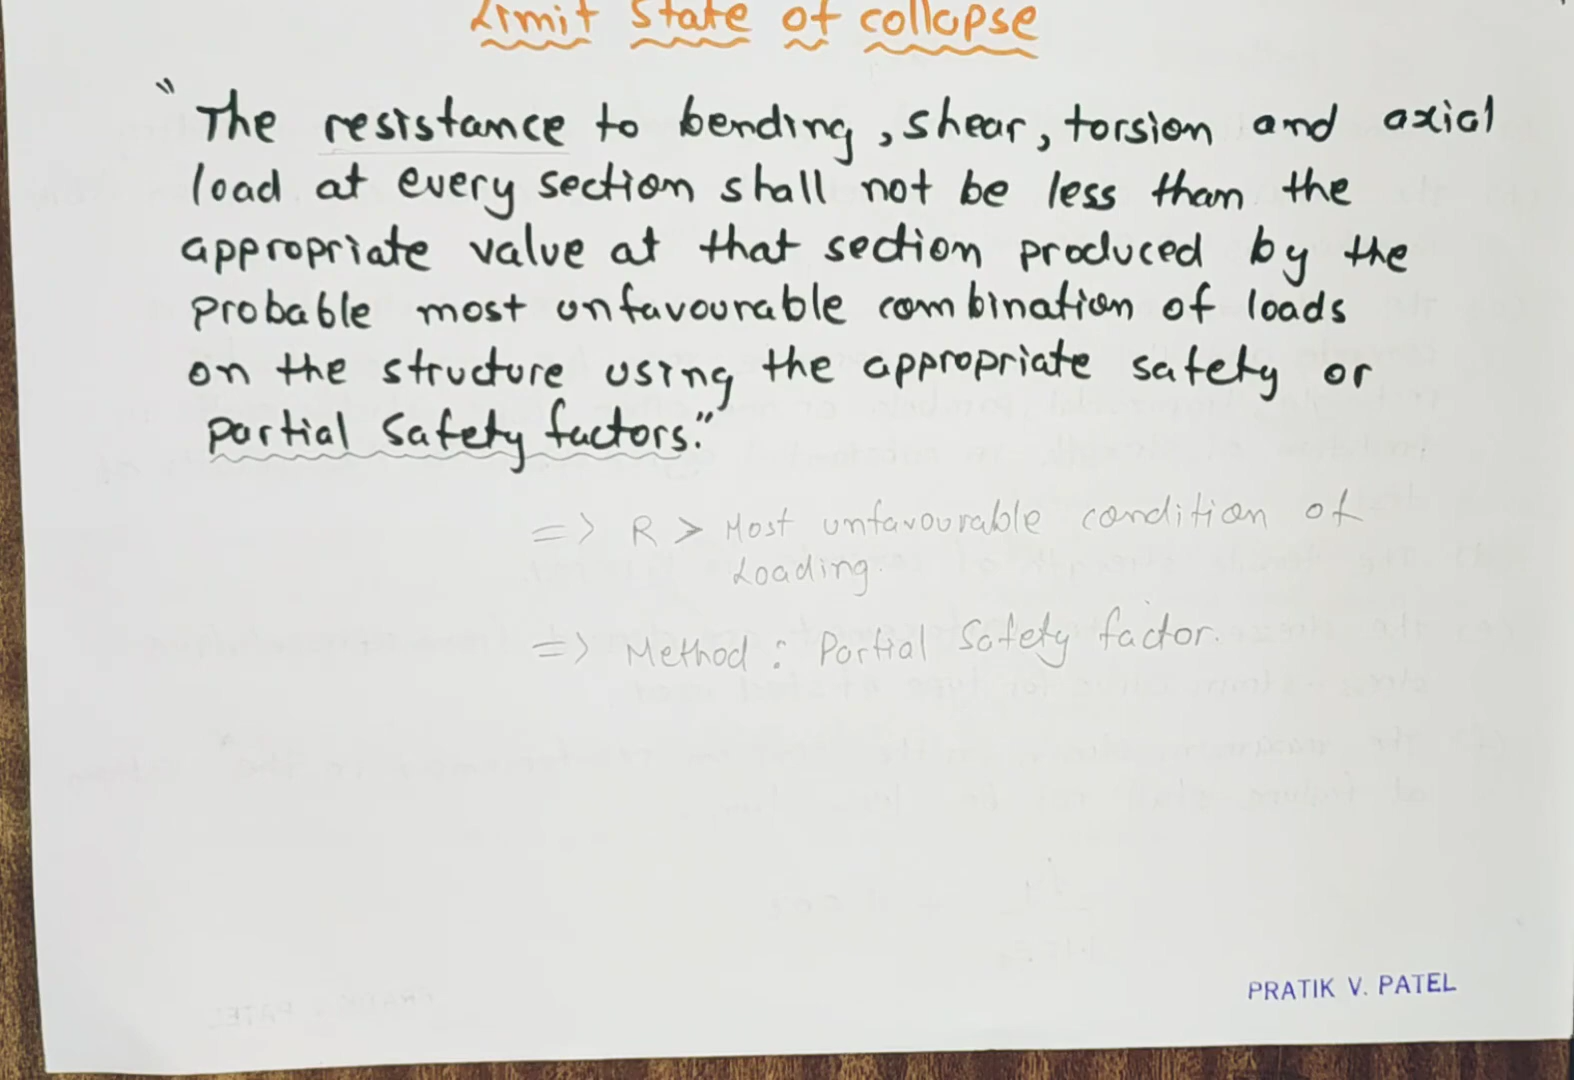 Limit State of collapse
"The resistance to bending, shear, torsion and axial
load at every section shall not be less than the
appropriate value at that section produced by the
probable most unfavourable combination of loads
on the structure using the appropriate safety or
partial safety factors."
=> R > Most unfavourable condition of
Loading.
=> Method : Partial Safety factor.
PRATIK V. PATEL